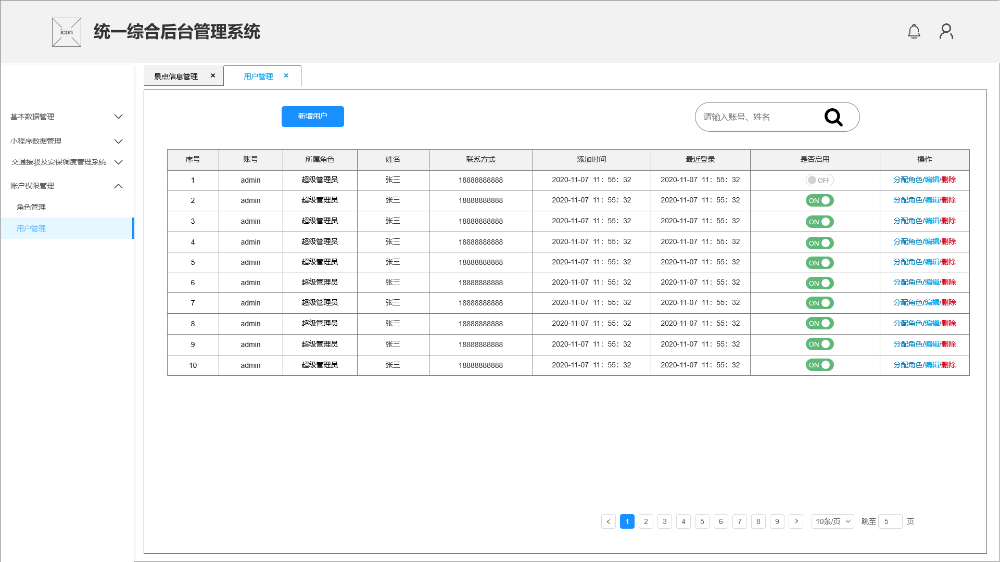 icon
统一综合后台管理系统
景点信息管理
用户管理
基本数据管理
小程序数据管理
交通接驳及安保调度管理系统
账户权限管理
角色管理
用户管理
新增用户
请输入账号、姓名
序号 账号 所属角色 姓名 联系方式 添加时间 最近登录 是否启用 操作
1 admin 超级管理员 张三 18888888888 2020-11-07 11：55：32 2020-11-07 11：55：32 OFF 分配角色/编辑/删除
2 admin 超级管理员 张三 18888888888 2020-11-07 11：55：32 2020-11-07 11：55：32 ON 分配角色/编辑/删除
3 admin 超级管理员 张三 18888888888 2020-11-07 11：55：32 2020-11-07 11：55：32 ON 分配角色/编辑/删除
4 admin 超级管理员 张三 18888888888 2020-11-07 11：55：32 2020-11-07 11：55：32 ON 分配角色/编辑/删除
5 admin 超级管理员 张三 18888888888 2020-11-07 11：55：32 2020-11-07 11：55：32 ON 分配角色/编辑/删除
6 admin 超级管理员 张三 18888888888 2020-11-07 11：55：32 2020-11-07 11：55：32 ON 分配角色/编辑/删除
7 admin 超级管理员 张三 18888888888 2020-11-07 11：55：32 2020-11-07 11：55：32 ON 分配角色/编辑/删除
8 admin 超级管理员 张三 18888888888 2020-11-07 11：55：32 2020-11-07 11：55：32 ON 分配角色/编辑/删除
9 admin 超级管理员 张三 18888888888 2020-11-07 11：55：32 2020-11-07 11：55：32 ON 分配角色/编辑/删除
10 admin 超级管理员 张三 18888888888 2020-11-07 11：55：32 2020-11-07 11：55：32 ON 分配角色/编辑/删除
1 2 3 4 5 6 7 8 9 10条/页 跳至 5 页